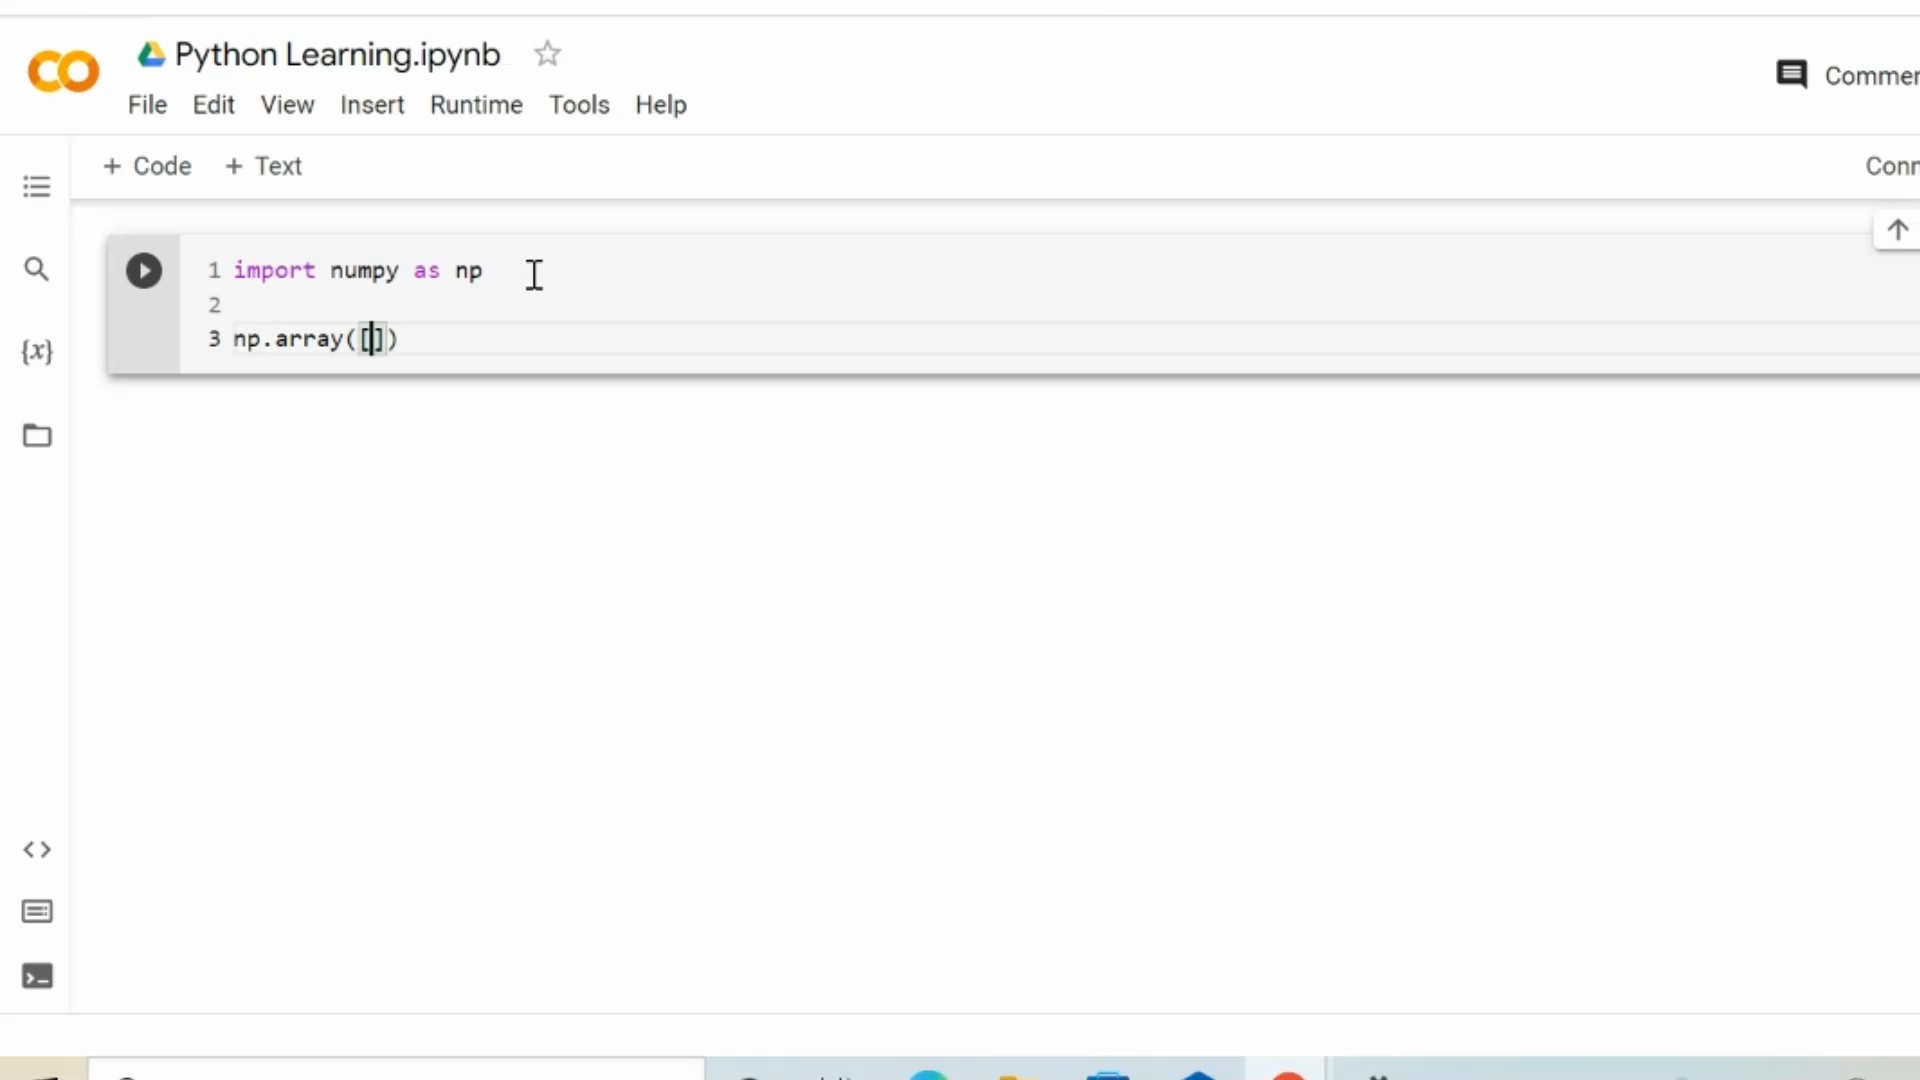 Python Learning.ipynb
File Edit View Insert Runtime Tools Help
+ Code + Text
{x}
1 import numpy as np
2
3 np.array([])